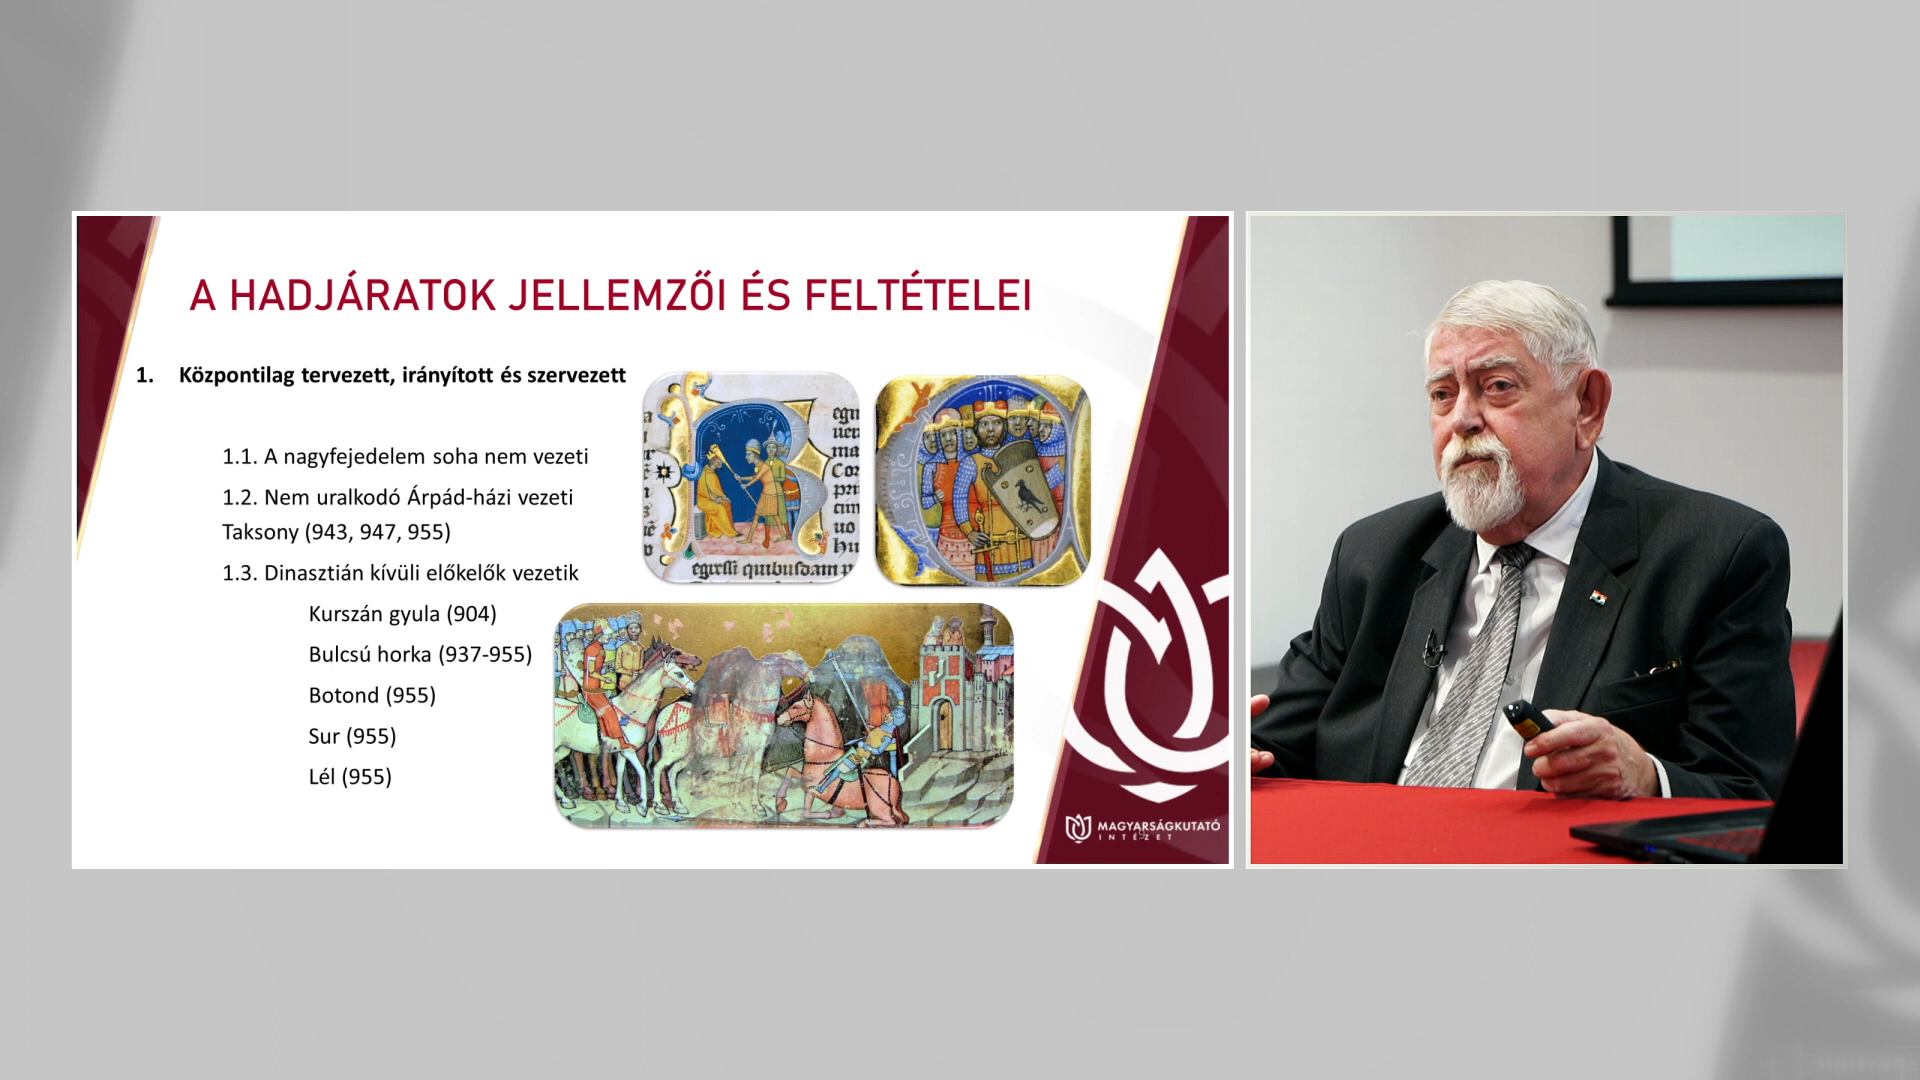 A HADJÁRATOK JELLEMZŐI ÉS FELTÉTELEI
1. Központilag tervezett, irányított és szervezett
1.1. A nagyfejedelem soha nem vezeti
1.2. Nem uralkodó Árpád-házi vezeti
Taksony (943, 947, 955)
1.3. Dinasztián kívüli előkelők vezetik
Kurszán gyula (904)
Bulcsú horka (937-955)
Botond (955)
Sur (955)
Lél (955)
egressi quibusdam p
MAGYARSÁGKUTATÓ
INTÉZET